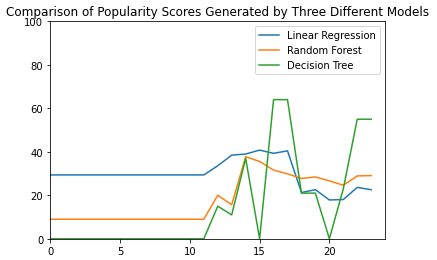 Comparison of Popularity Scores Generated by Three Different Models
100
80
60
40
20
0
0 5 10 15 20
Linear Regression
Random Forest
Decision Tree